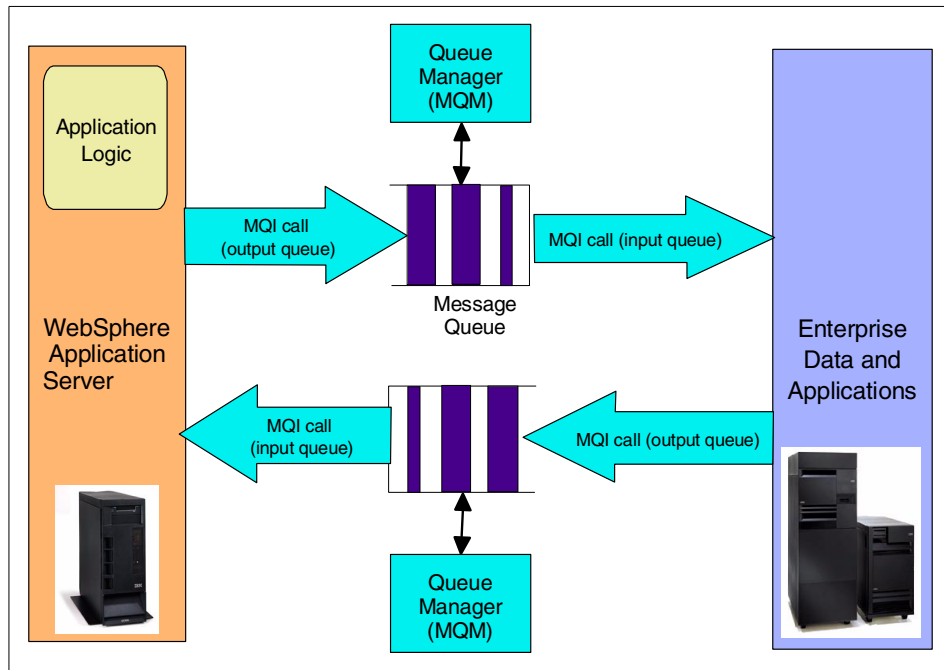 Queue
Manager
(MQM)
Application
Logic
MQI call
(output queue)
MQI call (input queue)
Message
Queue
WebSphere
Application
Server
Enterprise
Data and
Applications
MQI call
(input queue)
MQI call (output queue)
Queue
Manager
(MQM)